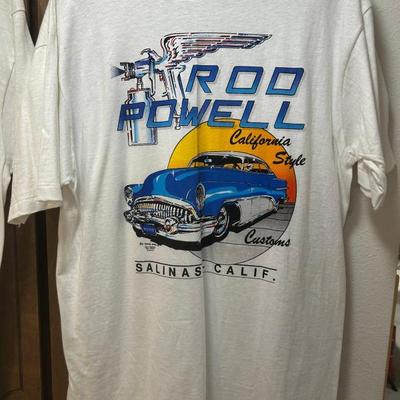 ROD
POWELL
California
Style
Customs
SALINAS, CALIF.